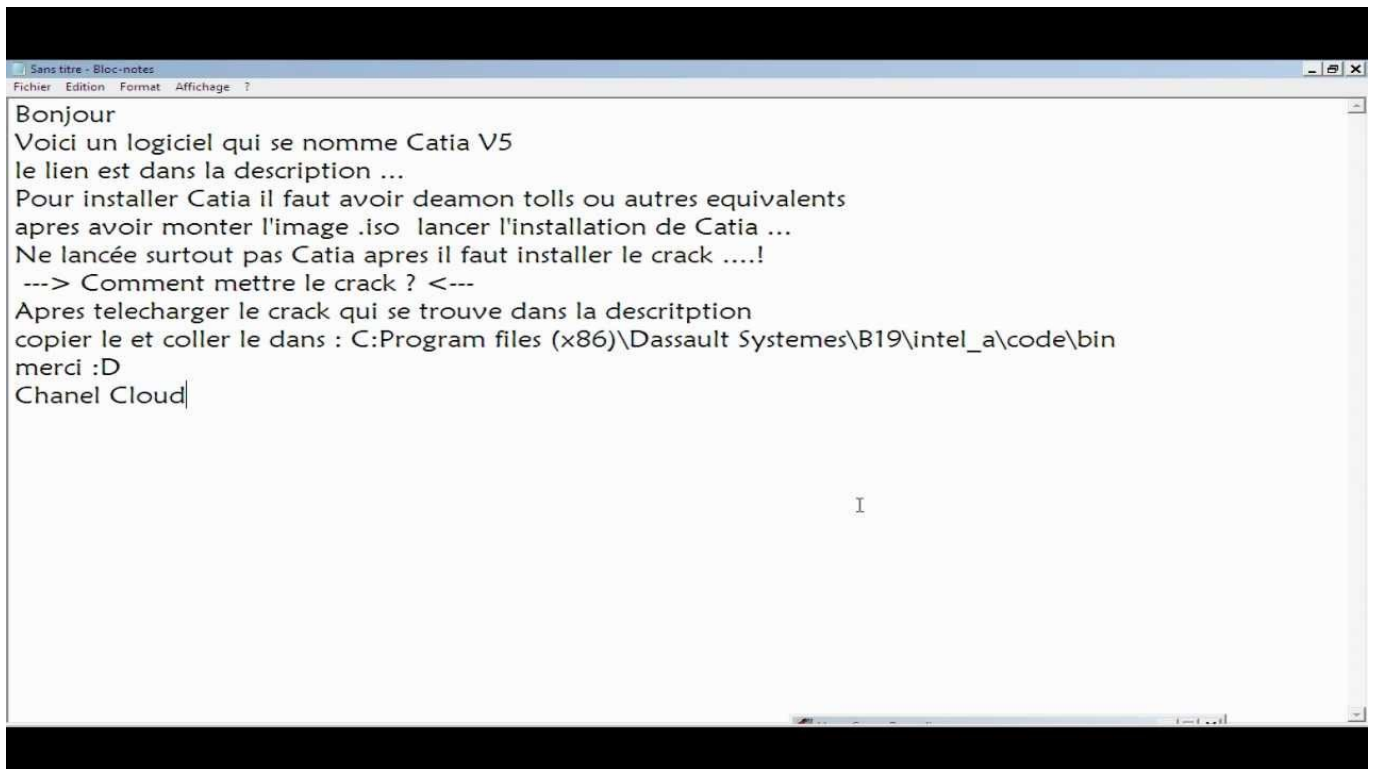 Sans titre - Bloc-notes
Fichier Edition Format Affichage ?
Bonjour
Voici un logiciel qui se nomme Catia V5
le lien est dans la description ...
Pour installer Catia il faut avoir deamon tolls ou autres equivalents
apres avoir monter l'image .iso lancer l'installation de Catia ...
Ne lancée surtout pas Catia apres il faut installer le crack ....!
---> Comment mettre le crack ? <---
Apres telecharger le crack qui se trouve dans la descritption
copier le et coller le dans : C:Program files (x86)\Dassault Systemes\B19\intel_a\code\bin
merci :D
Chanel Cloud